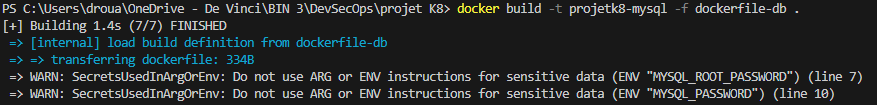 PS C:\Users\droua\OneDrive - De Vinci\BIN 3\DevSecOps\projet K8> docker build -t projetk8-mysql -f dockerfile-db .
[+] Building 1.4s (7/7) FINISHED
=> [internal] load build definition from dockerfile-db
=> => transferring dockerfile: 334B
=> WARN: SecretsUsedInArgOrEnv: Do not use ARG or ENV instructions for sensitive data (ENV "MYSQL_ROOT_PASSWORD") (line 7)
=> WARN: SecretsUsedInArgOrEnv: Do not use ARG or ENV instructions for sensitive data (ENV "MYSQL_PASSWORD") (line 10)